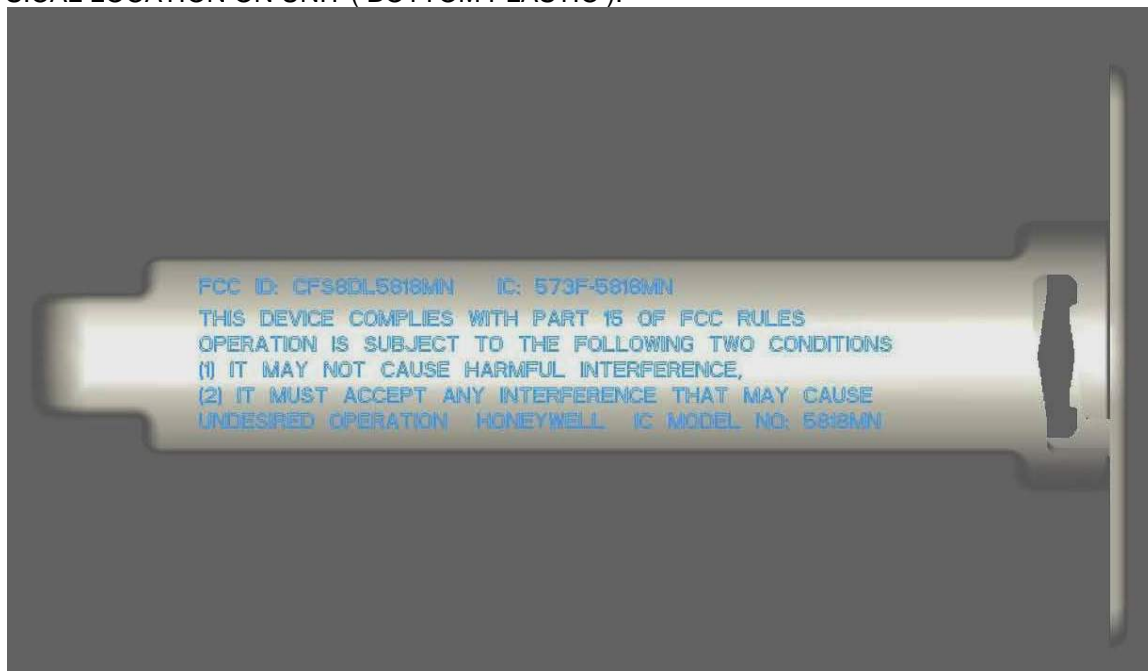 SICAL LOCATION ON UNIT ( BOTTOM PLASTIC ).
FCC ID: CFS8DL5818MN IC: 573F-5818MN
THIS DEVICE COMPLIES WITH PART 15 OF FCC RULES
OPERATION IS SUBJECT TO THE FOLLOWING TWO CONDITIONS
(1) IT MAY NOT CAUSE HARMFUL INTERFERENCE,
(2) IT MUST ACCEPT ANY INTERFERENCE THAT MAY CAUSE
UNDESIRED OPERATION HONEYWELL IC MODEL NO: 5818MN